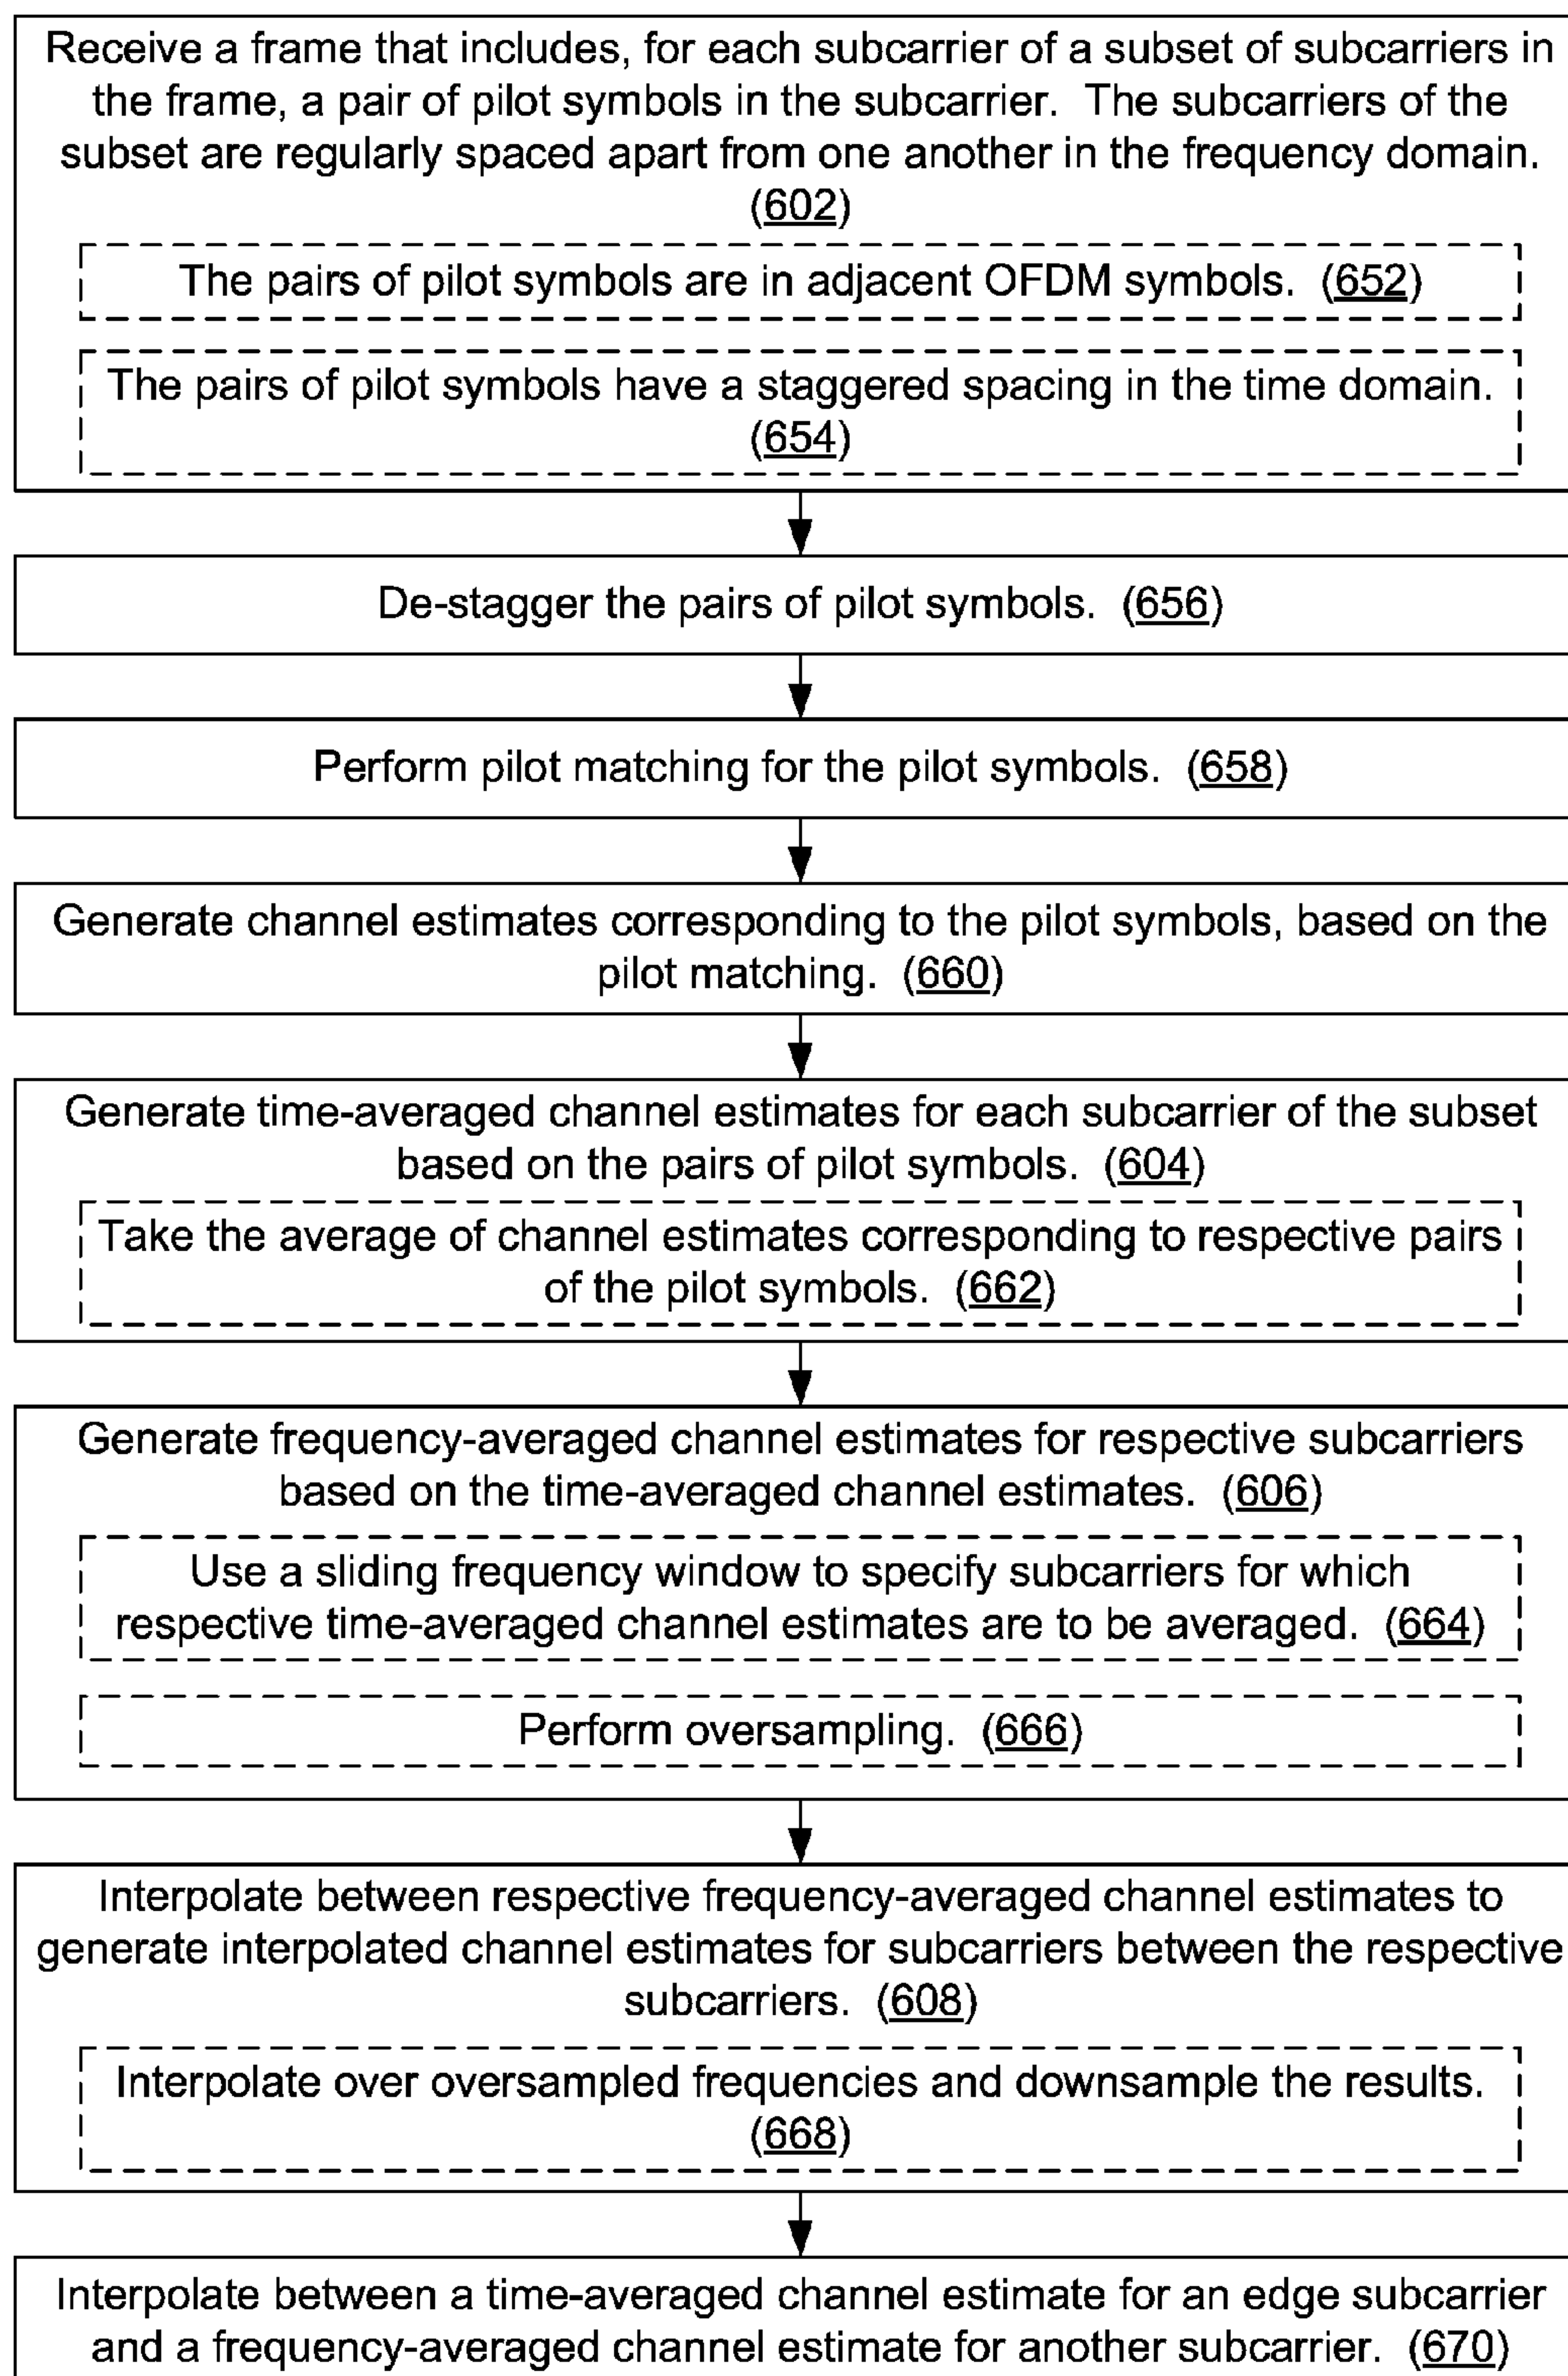 Receive a frame that includes, for each subcarrier of a subset of subcarriers in
the frame, a pair of pilot symbols in the subcarrier. The subcarriers of the
subset are regularly spaced apart from one another in the frequency domain.
(602)
The pairs of pilot symbols are in adjacent OFDM symbols. (652)
The pairs of pilot symbols have a staggered spacing in the time domain.
(654)
De-stagger the pairs of pilot symbols. (656)
Perform pilot matching for the pilot symbols. (658)
Generate channel estimates corresponding to the pilot symbols, based on the
pilot matching. (660)
Generate time-averaged channel estimates for each subcarrier of the subset
based on the pairs of pilot symbols. (604)
Take the average of channel estimates corresponding to respective pairs
of the pilot symbols. (662)
Generate frequency-averaged channel estimates for respective subcarriers
based on the time-averaged channel estimates. (606)
Use a sliding frequency window to specify subcarriers for which
respective time-averaged channel estimates are to be averaged. (664)
Perform oversampling. (666)
Interpolate between respective frequency-averaged channel estimates to
generate interpolated channel estimates for subcarriers between the respective
subcarriers. (608)
Interpolate over oversampled frequencies and downsample the results.
(668)
Interpolate between a time-averaged channel estimate for an edge subcarrier
and a frequency-averaged channel estimate for another subcarrier. (670)